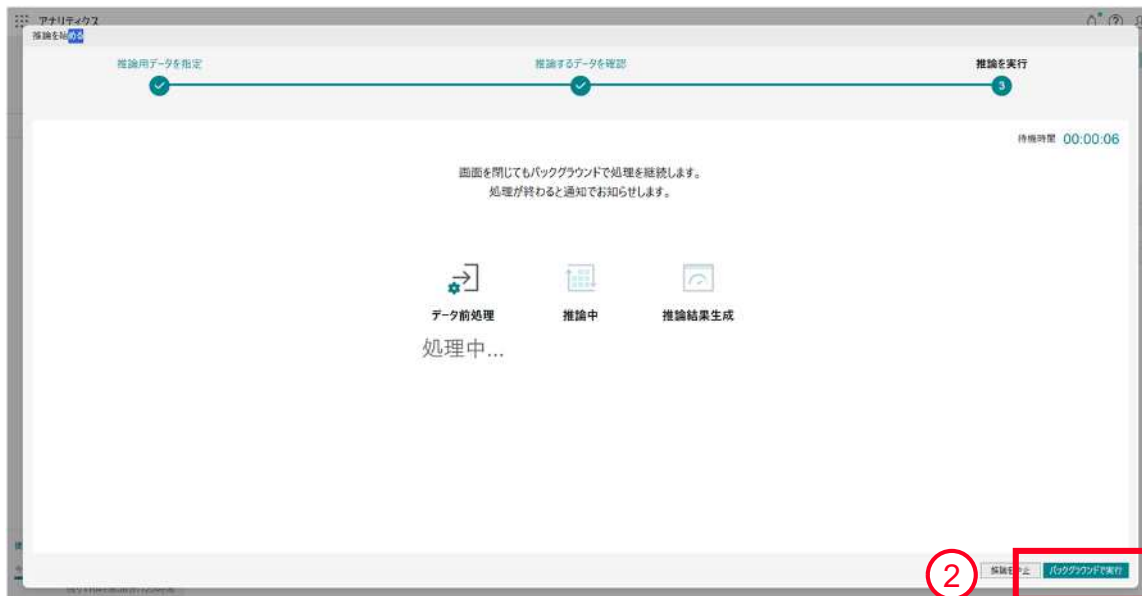 アナリティクス
推論を始める
推論用データを指定
推論するデータを確認
推論を実行
3
待機時間 00:00:06
画面を閉じてもバックグラウンドで処理を継続します。
処理が終わると通知でお知らせします。
データ前処理
推論中
推論結果生成
処理中...
2
推論を中止
バックグラウンドで実行